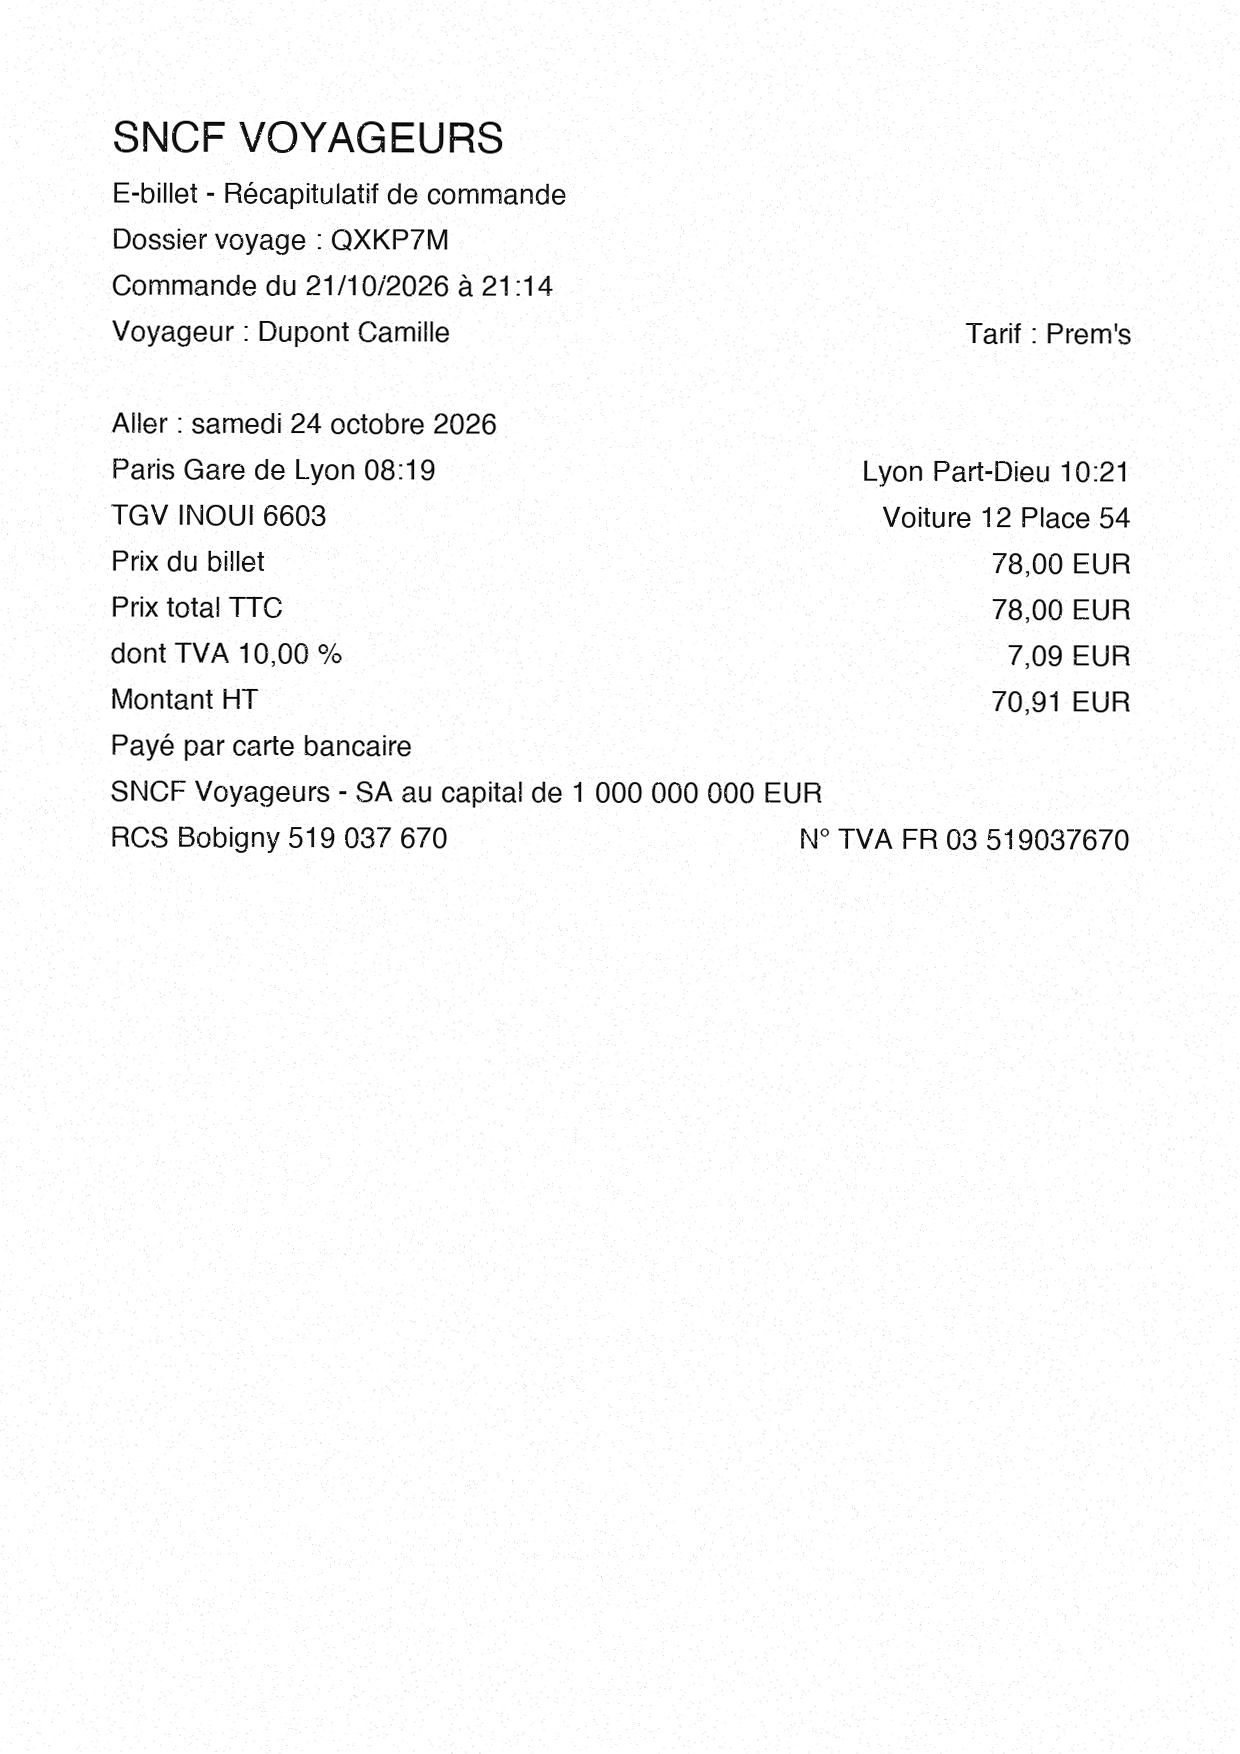 SNCF VOYAGEURS
E-billet - Récapitulatif de commande
Dossier voyage : QXKP7M
Commande du 21/10/2026 à 21:14
Voyageur : Dupont Camille Tarif : Prem's
Aller : samedi 24 octobre 2026
Paris Gare de Lyon 08:19 Lyon Part-Dieu 10:21
TGV INOUI 6603 Voiture 12 Place 54
Prix du billet 78,00 EUR
Prix total TTC 78,00 EUR
dont TVA 10,00 % 7,09 EUR
Montant HT 70,91 EUR
Payé par carte bancaire
SNCF Voyageurs - SA au capital de 1 000 000 000 EUR
RCS Bobigny 519 037 670 N° TVA FR 03 519037670